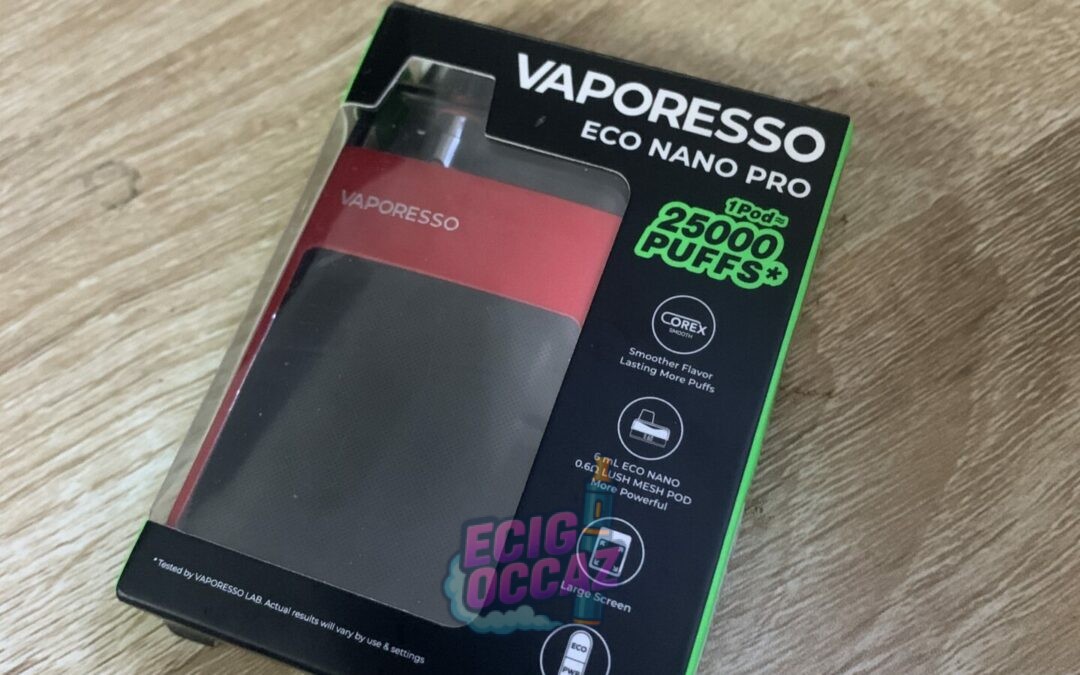 VAPORESSO
ECO NANO PRO
1Pod≈
25000
PUFFS*
VAPORESSO
COREX
SMOOTH
Smoother Flavor
Lasting More Puffs
6 mL ECO NANO
0.6Ω LUSH MESH POD
More Powerful
ECIG
OCCAZ
Large Screen
ECO
PWR
*Tested by VAPORESSO LAB. Actual results will vary by use & settings